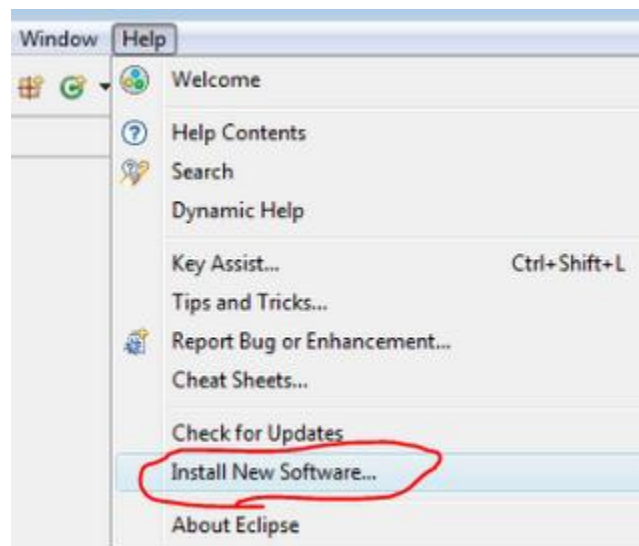 Window Help
Welcome
Help Contents
Search
Dynamic Help
Key Assist... Ctrl+Shift+L
Tips and Tricks...
Report Bug or Enhancement...
Cheat Sheets...
Check for Updates
Install New Software...
About Eclipse